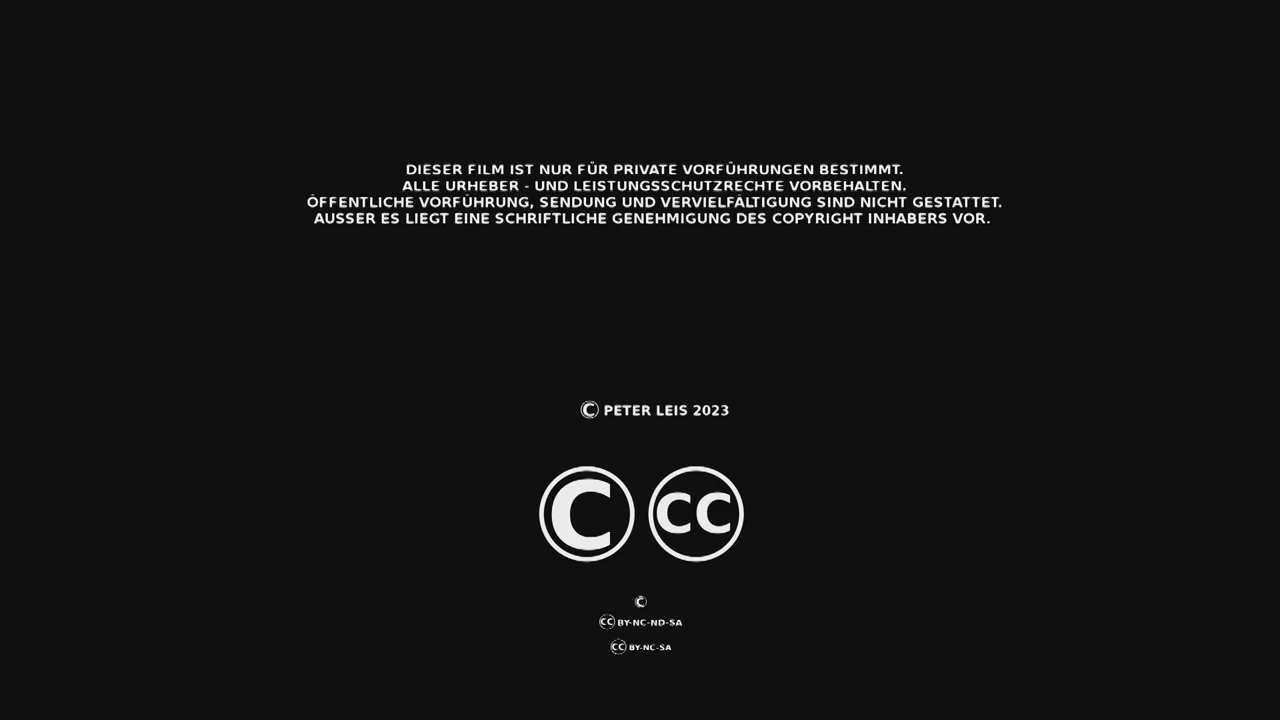 DIESER FILM IST NUR FÜR PRIVATE VORFÜHRUNGEN BESTIMMT.
ALLE URHEBER - UND LEISTUNGSSCHUTZRECHTE VORBEHALTEN.
ÖFFENTLICHE VORFÜHRUNG, SENDUNG UND VERVIELFÄLTIGUNG SIND NICHT GESTATTET.
AUSSER ES LIEGT EINE SCHRIFTLICHE GENEHMIGUNG DES COPYRIGHT INHABERS VOR.
© PETER LEIS 2023
C CC
©
CC BY-NC-ND-SA
CC BY-NC-SA